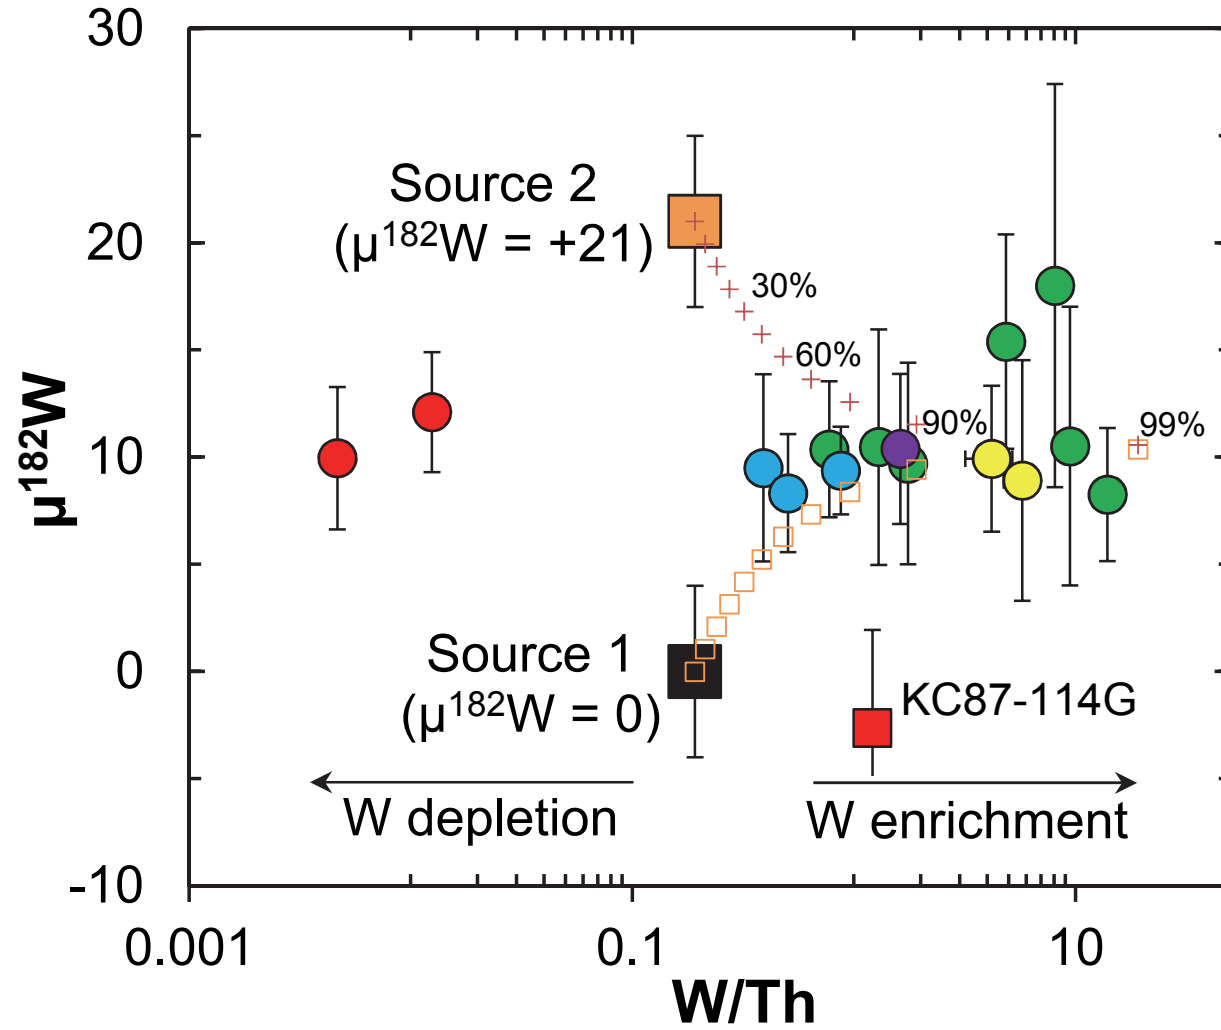 30
Source 2
(µ¹⁸²W = +21)
20
30%
60%
µ¹⁸²W
10
90%
99%
Source 1
(µ¹⁸²W = 0)
0
KC87-114G
W depletion
W enrichment
-10
0.001
0.1
10
W/Th